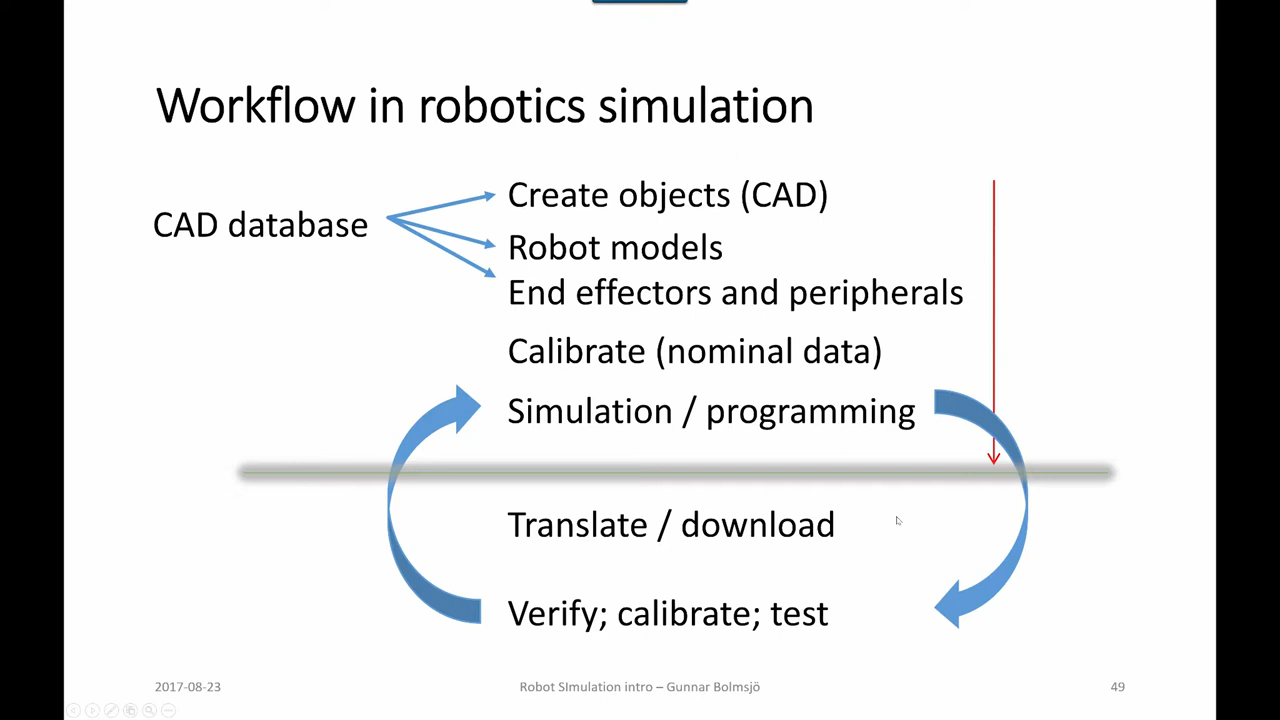 Workflow in robotics simulation
CAD database
Create objects (CAD)
Robot models
End effectors and peripherals
Calibrate (nominal data)
Simulation / programming
Translate / download
Verify; calibrate; test
2017-08-23
Robot SImulation intro – Gunnar Bolmsjö
49